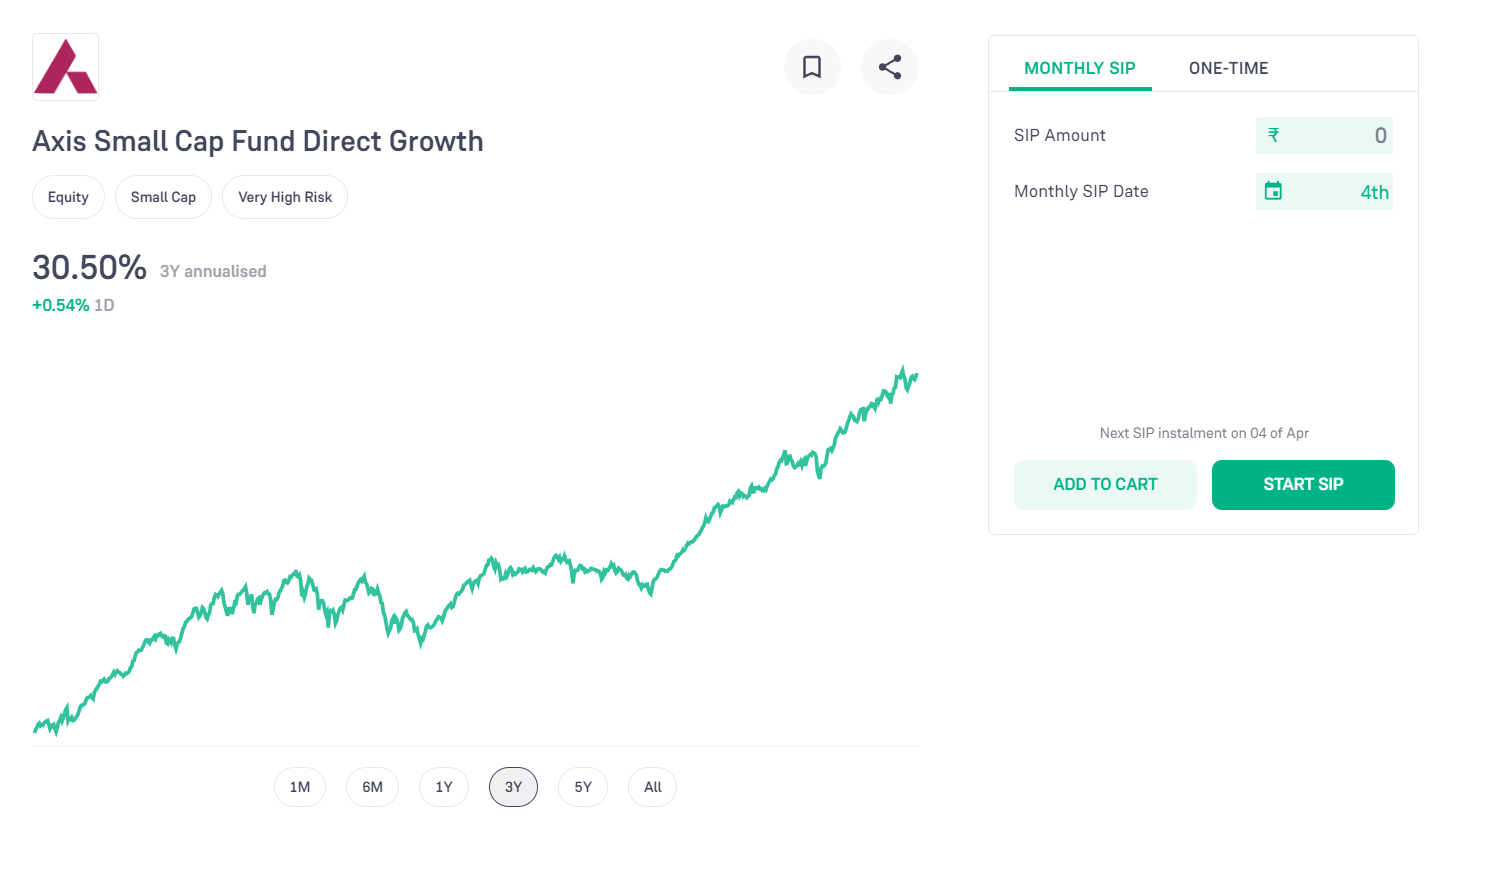 Axis Small Cap Fund Direct Growth
Equity
Small Cap
Very High Risk
30.50% 3Y annualised
+0.54% 1D
1M
6M
1Y
3Y
5Y
All
MONTHLY SIP
ONE-TIME
SIP Amount
₹ 0
Monthly SIP Date
4th
Next SIP instalment on 04 of Apr
ADD TO CART
START SIP